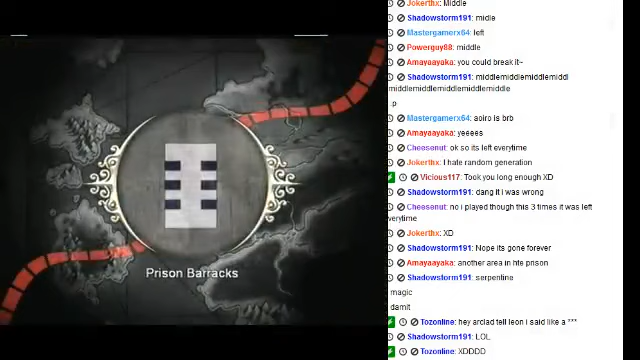 Prison Barracks
Jokerthx: Middle
Shadowstorm191: midle
Mastergamerx64: left
Powerguy88: middle
Amayaayaka: you could break it~
Shadowstorm191: middlemiddlemiddlemiddl
middlemiddlemiddlemiddlemiddle
:p
Mastergamerx64: aoiro is brb
Amayaayaka: yeeees
Cheesenut: ok so its left everytime
Jokerthx: I hate random generation
Vicious117: Took you long enough XD
Shadowstorm191: dang it i was wrong
Cheesenut: no i played though this 3 times it was left
verytime
Jokerthx: XD
Shadowstorm191: Nope its gone forever
Amayaayaka: another area in hte prison
Shadowstorm191: serpentine
magic
damit
Tozonline: hey arclad tell leon i said like a ***
Shadowstorm191: LOL
Tozonline: XDDDD